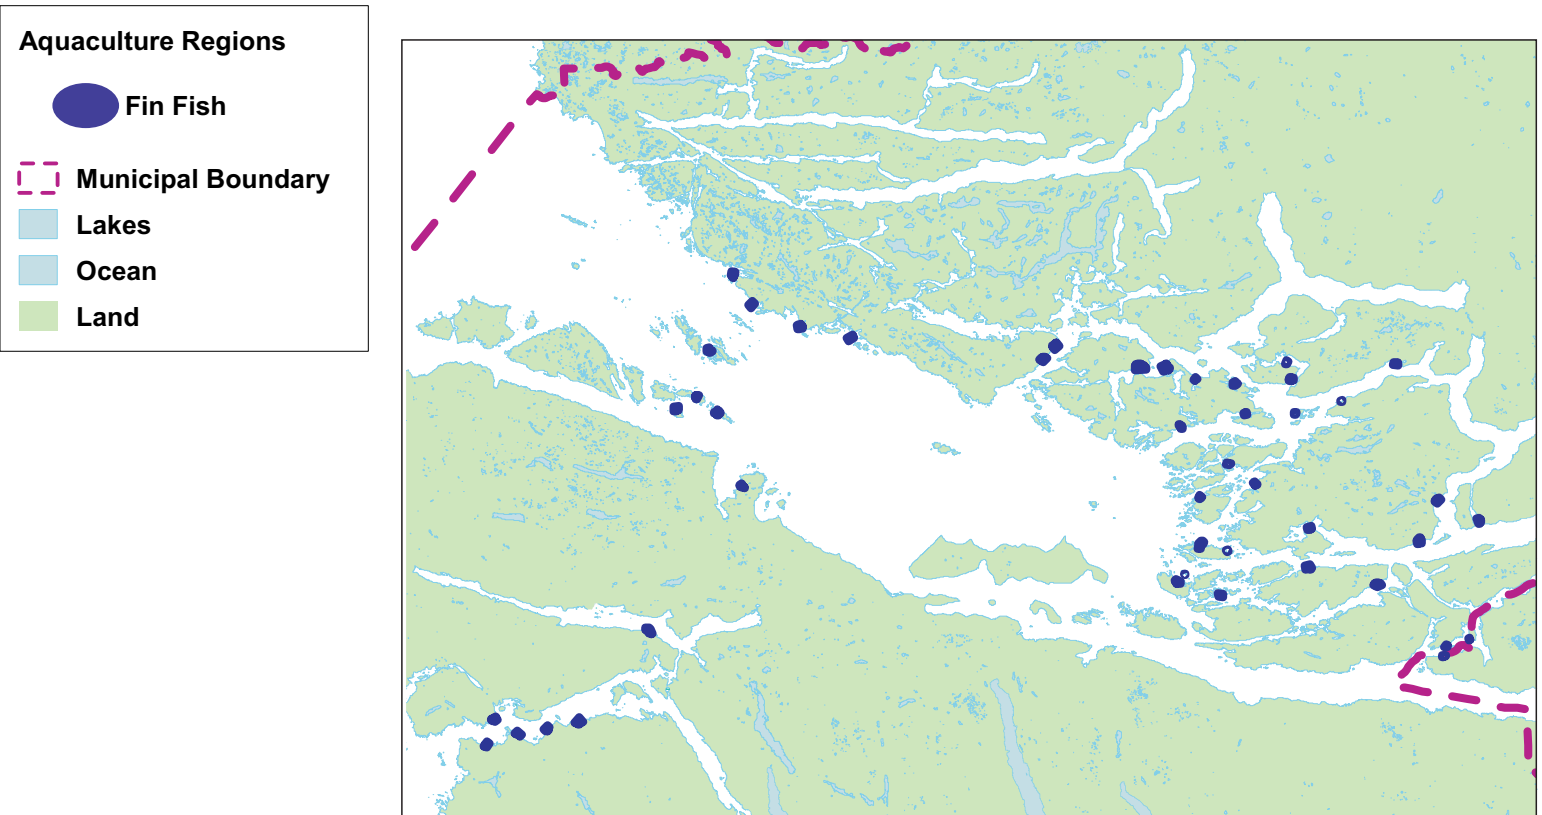 Aquaculture Regions
Fin Fish
Municipal Boundary
Lakes
Ocean
Land